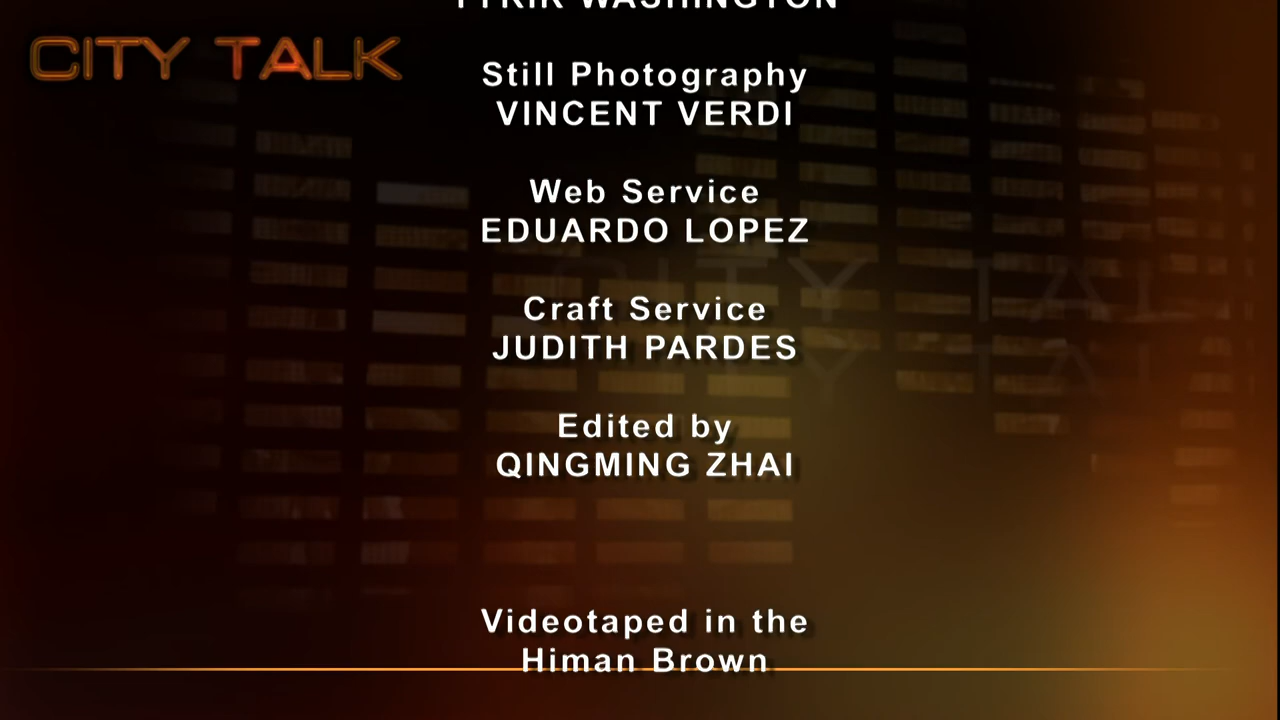 CITY TALK
WASHINGTON
Still Photography
VINCENT VERDI
Web Service
EDUARDO LOPEZ
Craft Service
JUDITH PARDES
Edited by
QINGMING ZHAI
Videotaped in the
Himan Brown